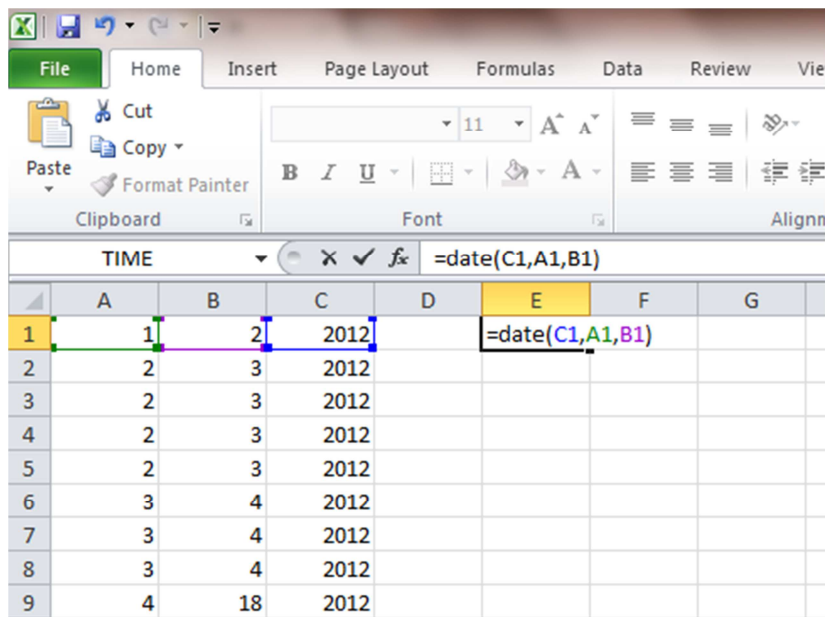 File Home Insert Page Layout Formulas Data Review Vie
Cut
Copy
Format Painter
Paste
11
A A
B I U A
Clipboard Font Alignm
TIME fx =date(C1,A1,B1)
A B C D E F G
1 1 2 2012 =date(C1,A1,B1)
2 2 3 2012
3 2 3 2012
4 2 3 2012
5 2 3 2012
6 3 4 2012
7 3 4 2012
8 3 4 2012
9 4 18 2012